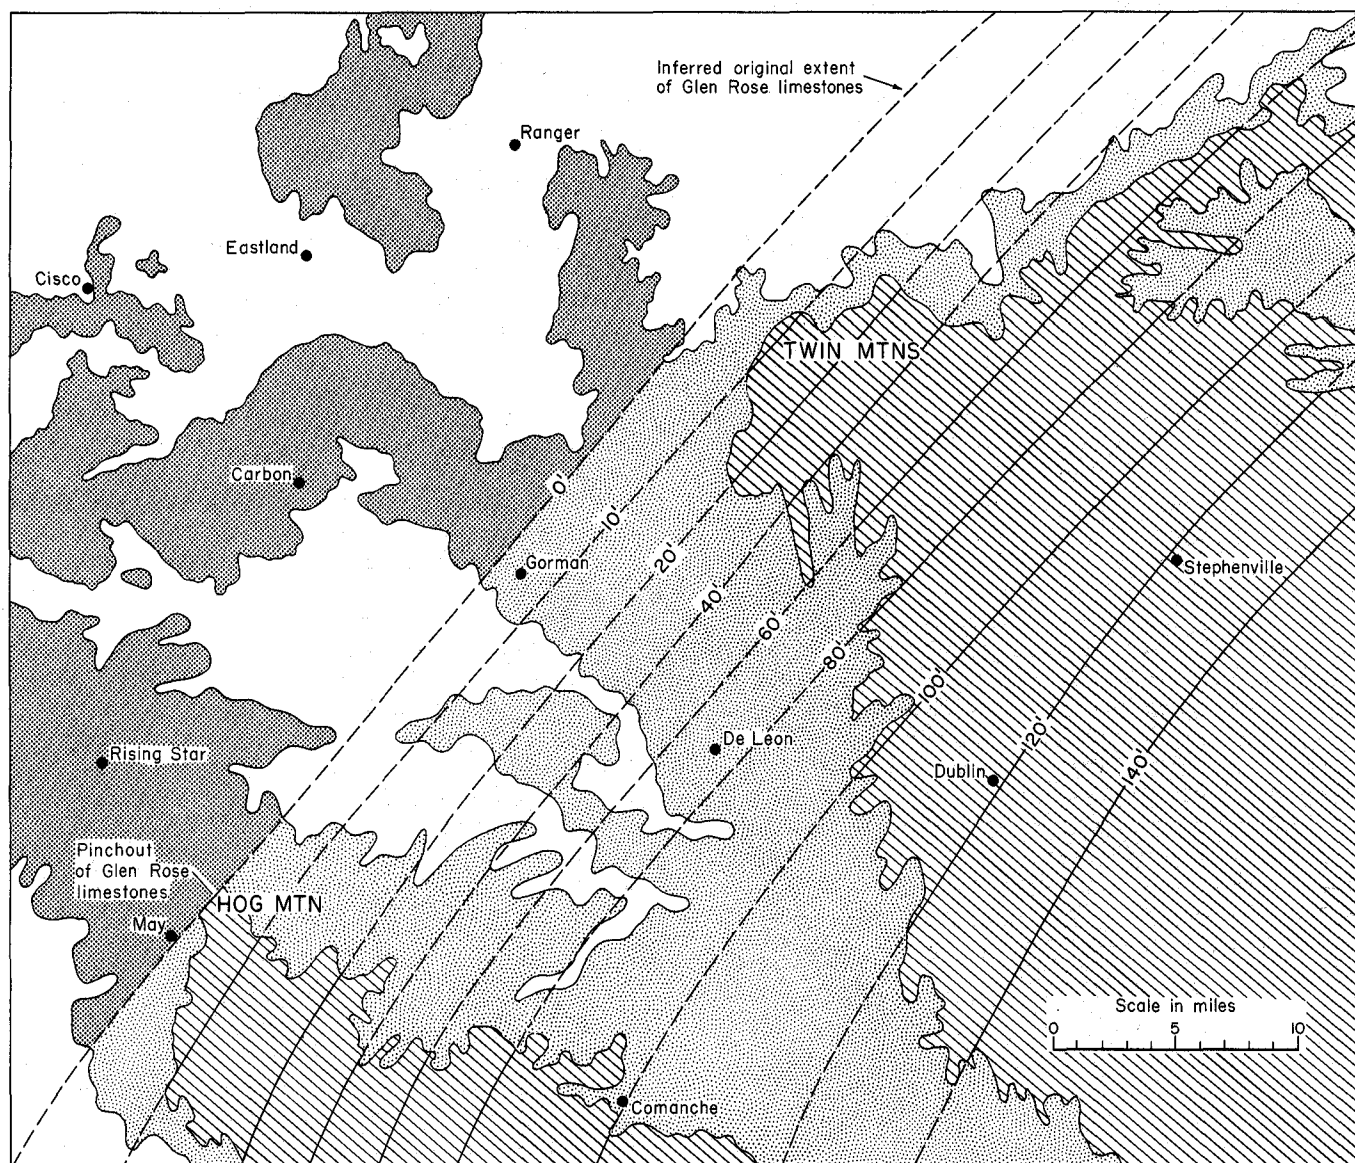 Inferred original extent
of Glen Rose limestones
Ranger
Eastland
Cisco
TWIN MTNS
Carbon
0'
10'
20'
40'
60'
80'
100'
120'
140'
Gorman
Stephenville
De Leon
Rising Star
Dublin
Pinchout
of Glen Rose
limestones
HOG MTN
May
Scale in miles
0 5 10
Comanche